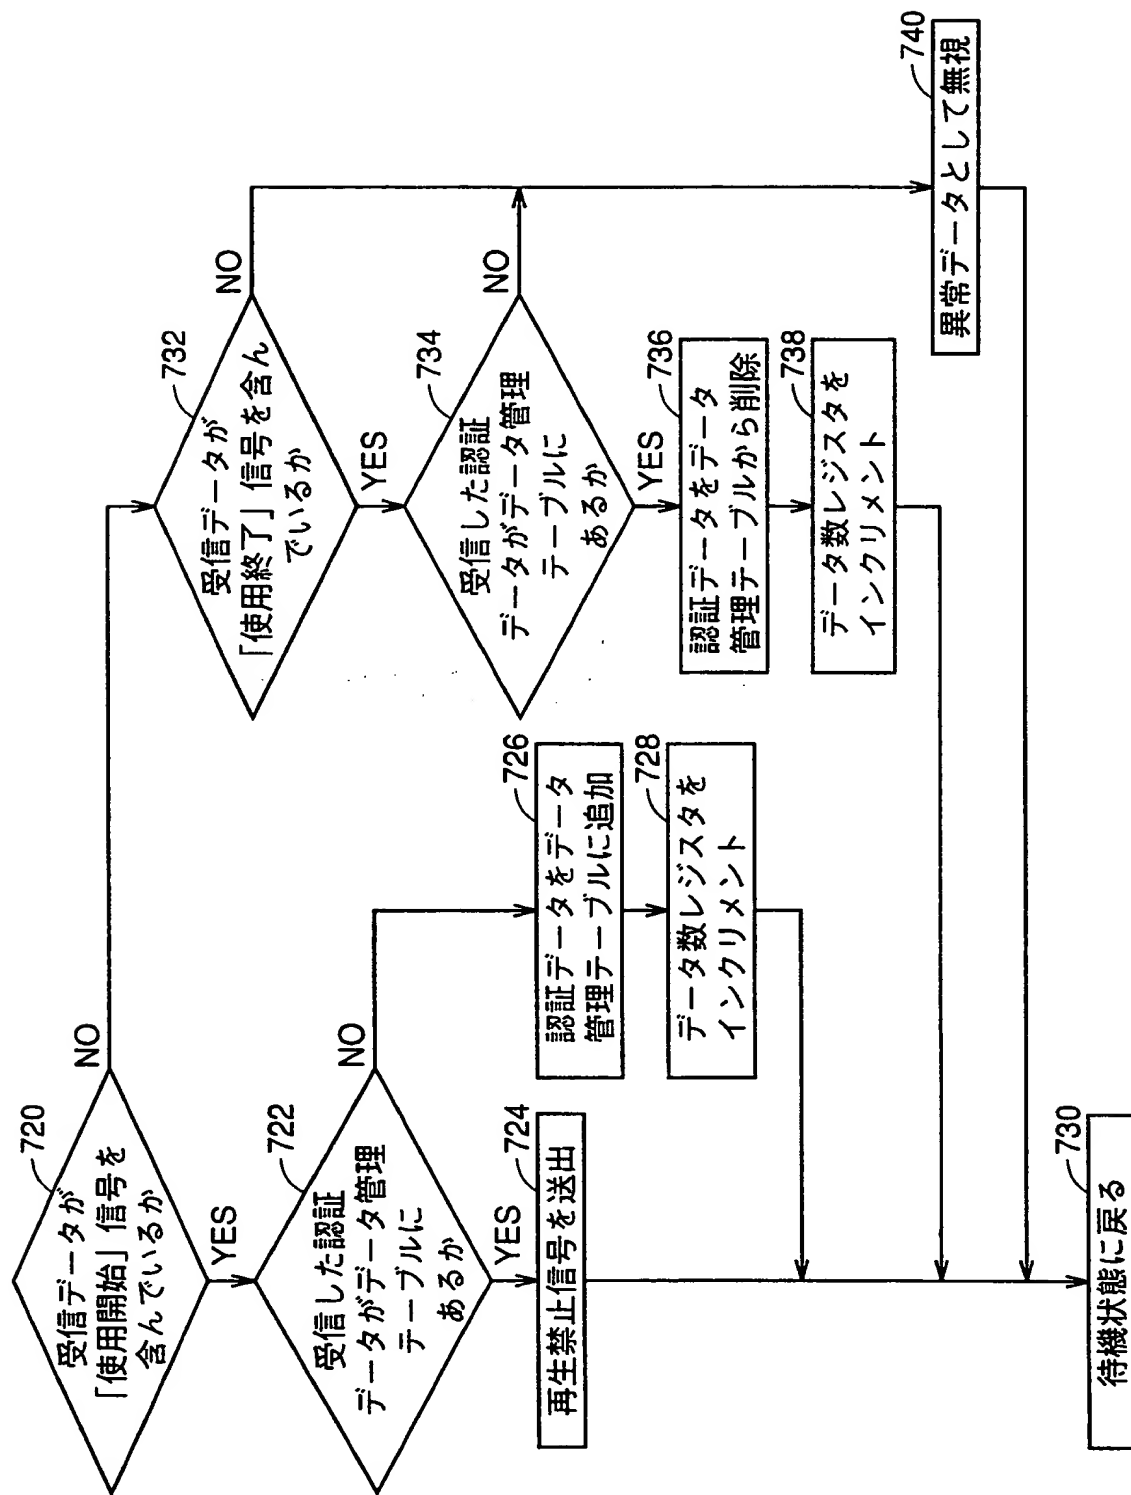 720
受信データが
「使用開始」信号を
含んでいるか
NO
YES
722
受信した認証
データがデータ管理
テーブルに
あるか
NO
YES
724
再生禁止信号を送出
726
認証データをデータ
管理テーブルに追加
728
データ数レジスタを
インクリメント
730
待機状態に戻る
732
受信データが
「使用終了」信号を含ん
でいるか
NO
YES
734
受信した認証
データがデータ管理
テーブルに
あるか
NO
YES
736
認証データをデータ
管理テーブルから削除
738
データ数レジスタを
インクリメント
740
異常データとして無視